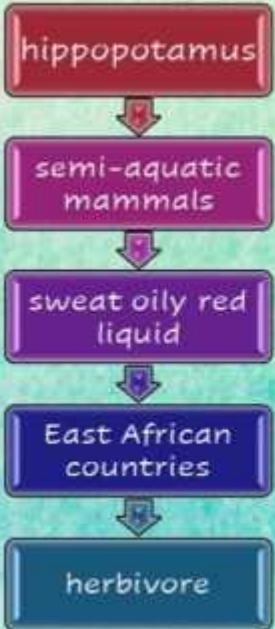 hippopotamus
semi-aquatic
mammals
sweat oily red
liquid
East African
countries
herbivore